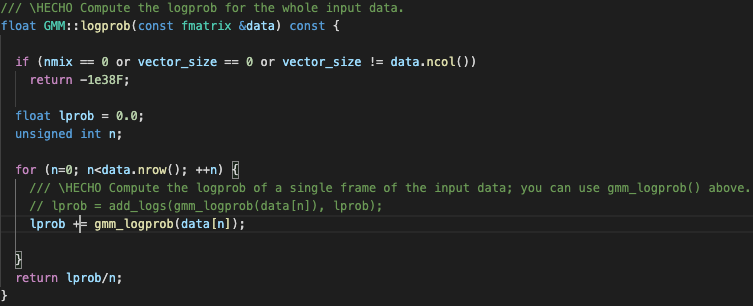 /// \HECHO Compute the logprob for the whole input data.
float GMM::logprob(const fmatrix &data) const {
if (nmix == 0 or vector_size == 0 or vector_size != data.ncol())
return -1e38F;
float lprob = 0.0;
unsigned int n;
for (n=0; n<data.nrow(); ++n) {
/// \HECHO Compute the logprob of a single frame of the input data; you can use gmm_logprob() above.
// lprob = add_logs(gmm_logprob(data[n]), lprob);
lprob += gmm_logprob(data[n]);
}
return lprob/n;
}